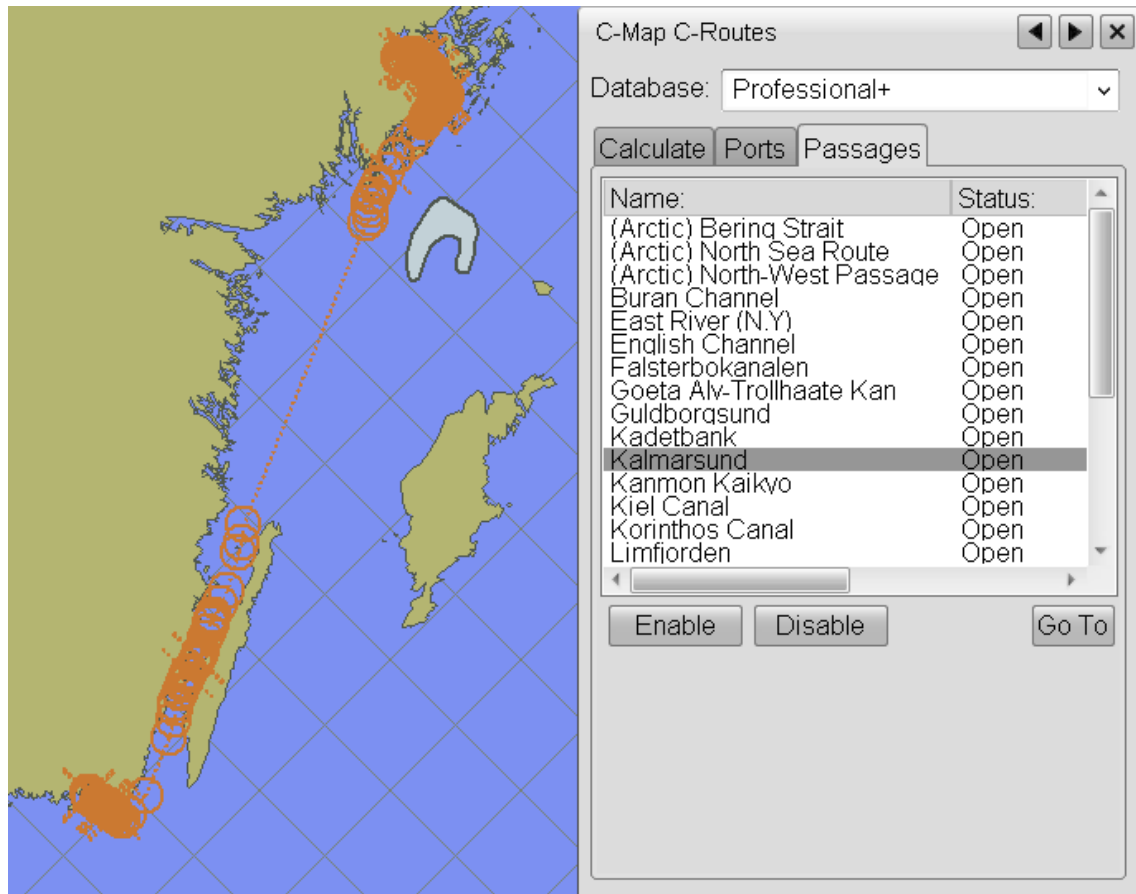 C-Map C-Routes
Database: Professional+
Calculate Ports Passages
Name: Status:
(Arctic) Bering Strait Open
(Arctic) North Sea Route Open
(Arctic) North-West Passage Open
Buran Channel Open
East River (N.Y) Open
English Channel Open
Falsterbokanalen Open
Goeta Alv-Trollhaate Kan Open
Guldborgsund Open
Kadetbank Open
Kalmarsund Open
Kanmon Kaikyo Open
Kiel Canal Open
Korinthos Canal Open
Limfjorden Open
Enable Disable Go To